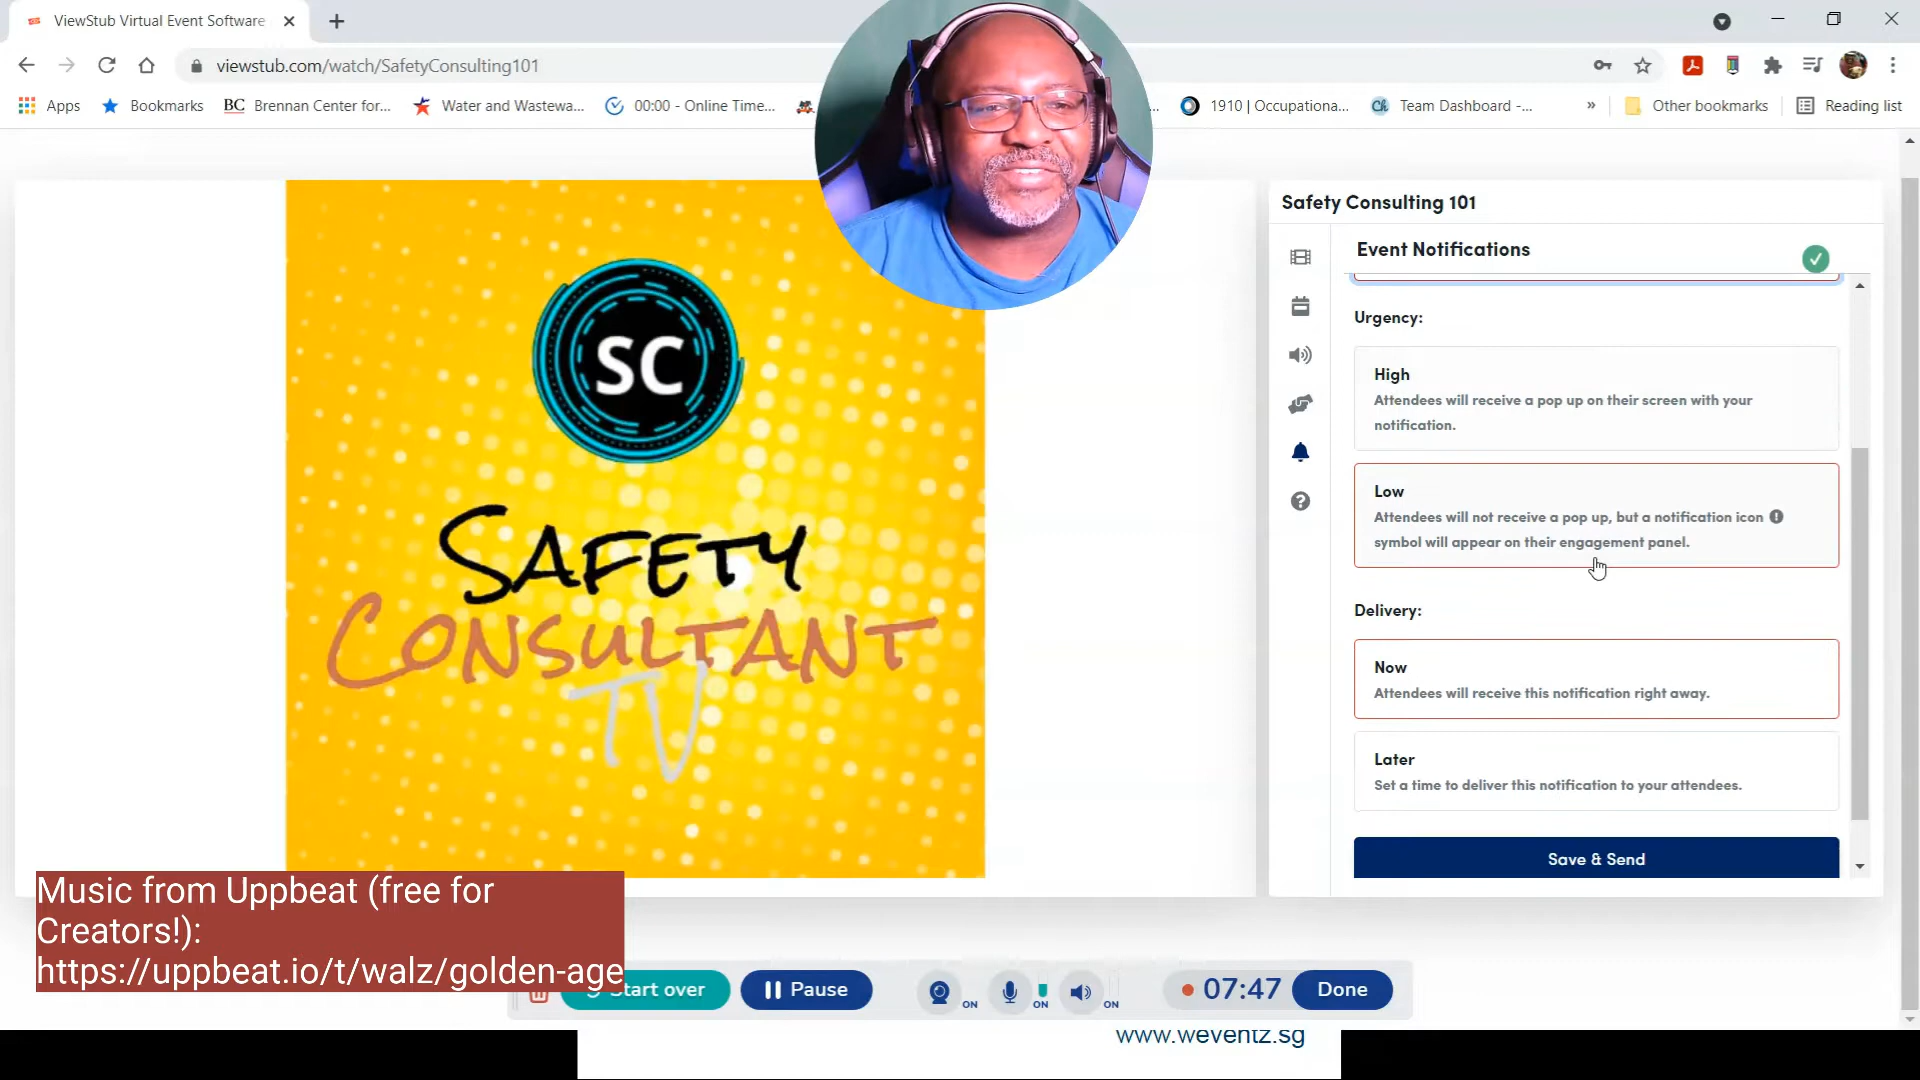 ViewStub Virtual Event Software
viewstub.com/watch/SafetyConsulting101
Apps
Bookmarks
BC Brennan Center for...
Water and Wastewa...
00:00 - Online Time...
1910 | Occupationa...
Ch Team Dashboard -...
»
Other bookmarks
Reading list
SC
SAFETY
CONSULTANT
TV
Safety Consulting 101
Event Notifications
Urgency:
High
Attendees will receive a pop up on their screen with your
notification.
Low
Attendees will not receive a pop up, but a notification icon
symbol will appear on their engagement panel.
Delivery:
Now
Attendees will receive this notification right away.
Later
Set a time to deliver this notification to your attendees.
Save & Send
Music from Uppbeat (free for
Creators!):
https://uppbeat.io/t/walz/golden-age
Start over
Pause
ON
ON
ON
07:47
Done
www.weventz.sg